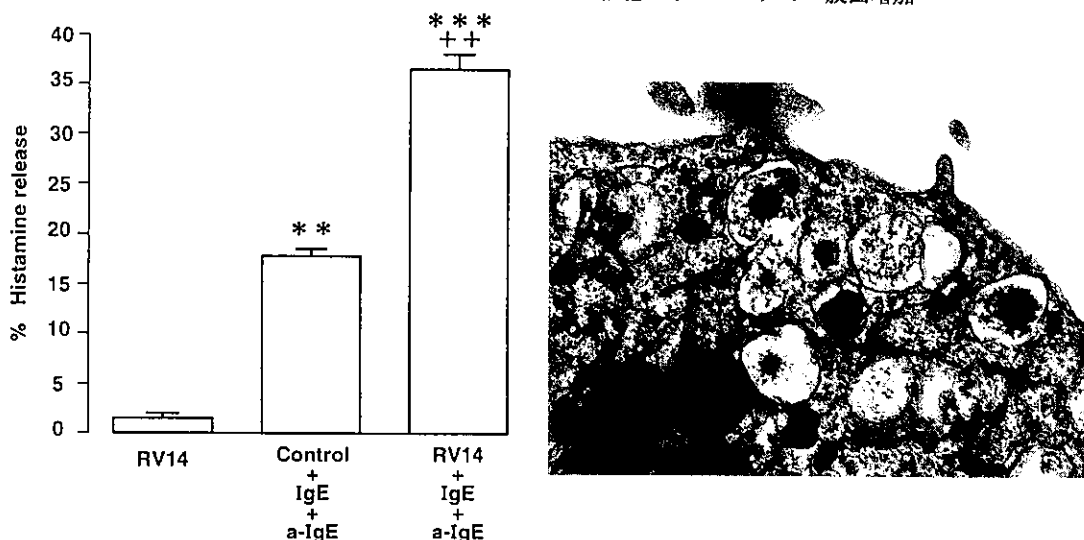 40
35
30
25
20
15
10
5
0
% Histamine release
***
++
**
RV14
Control
+
IgE
+
a-IgE
RV14
+
IgE
+
a-IgE